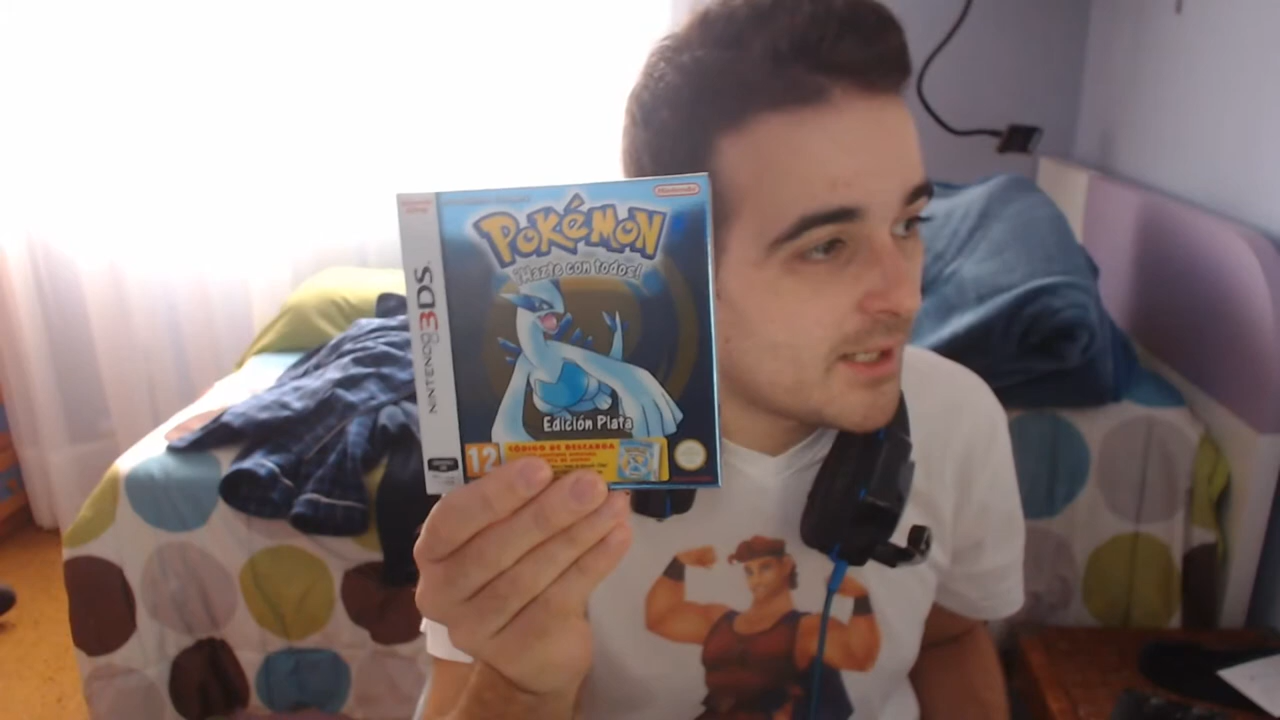 Nintendo
POKéMON
¡Hazte con todos!
NINTENDO 3DS
Edición Plata
12
CÓDIGO DE DESCARGA